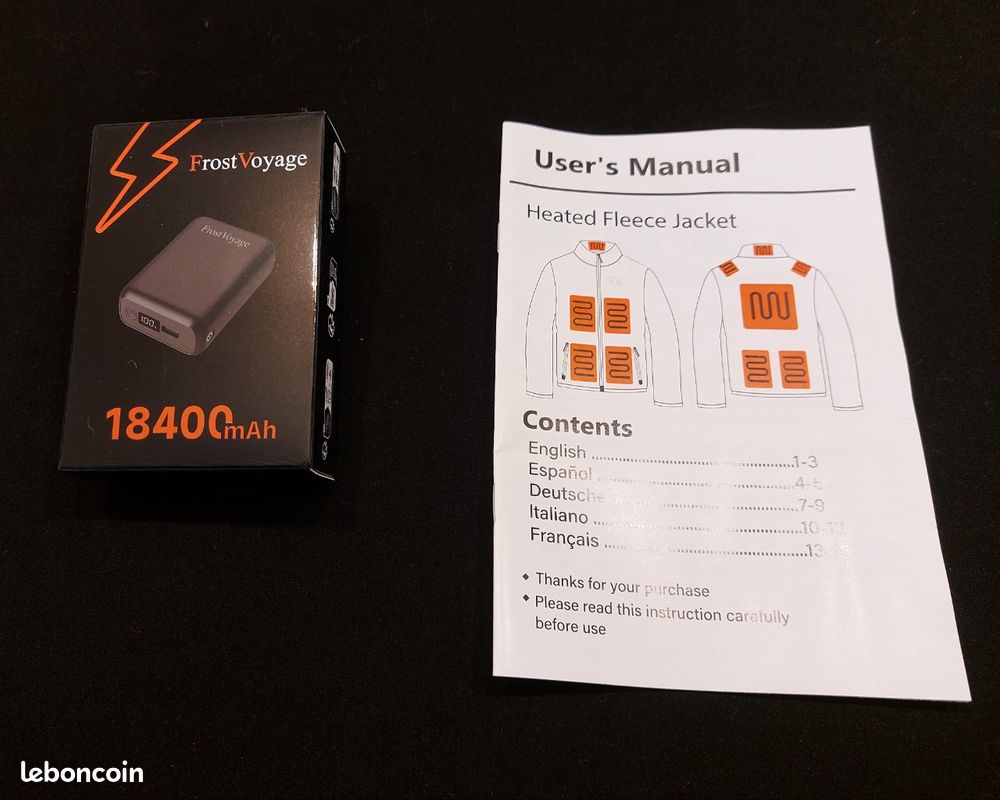 FrostVoyage
FrostVoyage
100
18400mAh
User's Manual
Heated Fleece Jacket
Contents
English ........................................1-3
Español ........................................4-6
Deutsche ........................................7-9
Italiano ........................................10-12
Français ........................................13-15
◆ Thanks for your purchase
◆ Please read this instruction carefully
before use
leboncoin